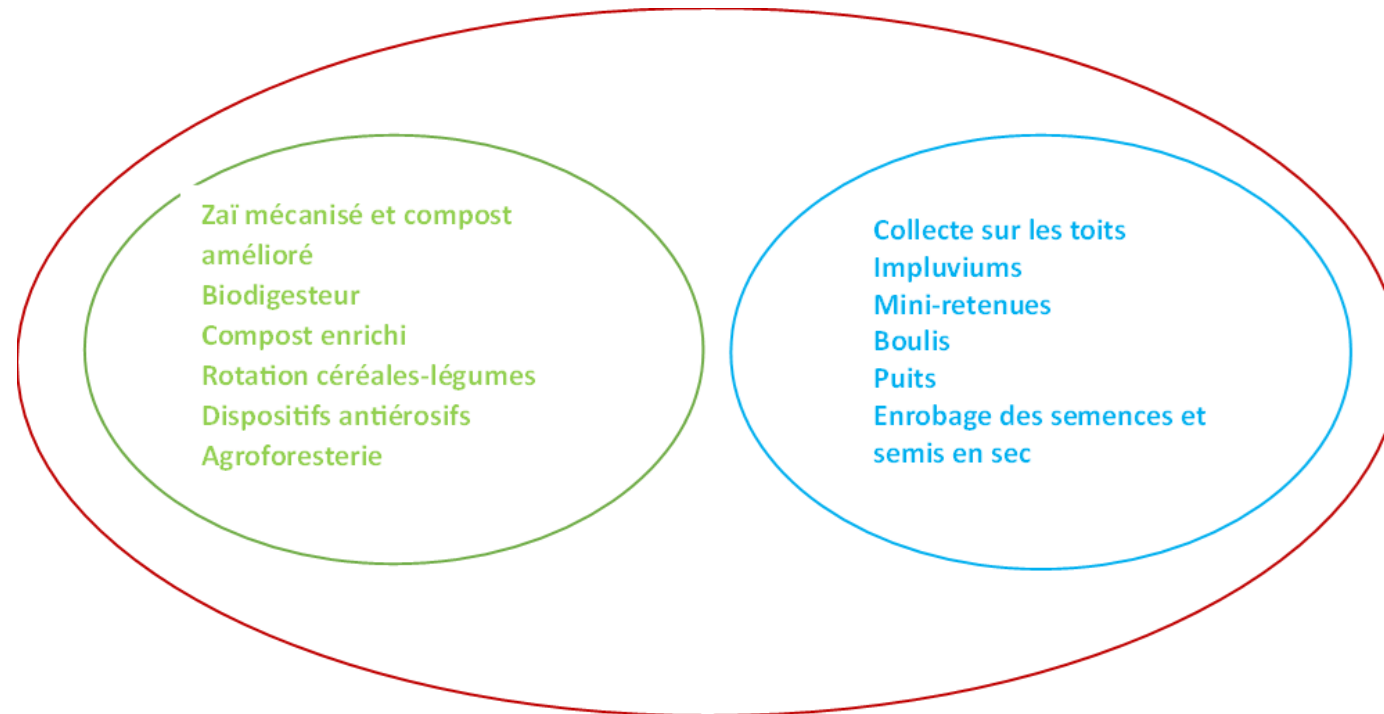 Zaï mécanisé et compost
amélioré
Biodigesteur
Compost enrichi
Rotation céréales-légumes
Dispositifs antiérosifs
Agroforesterie
Collecte sur les toits
Impluviums
Mini-retenues
Boulis
Puits
Enrobage des semences et
semis en sec